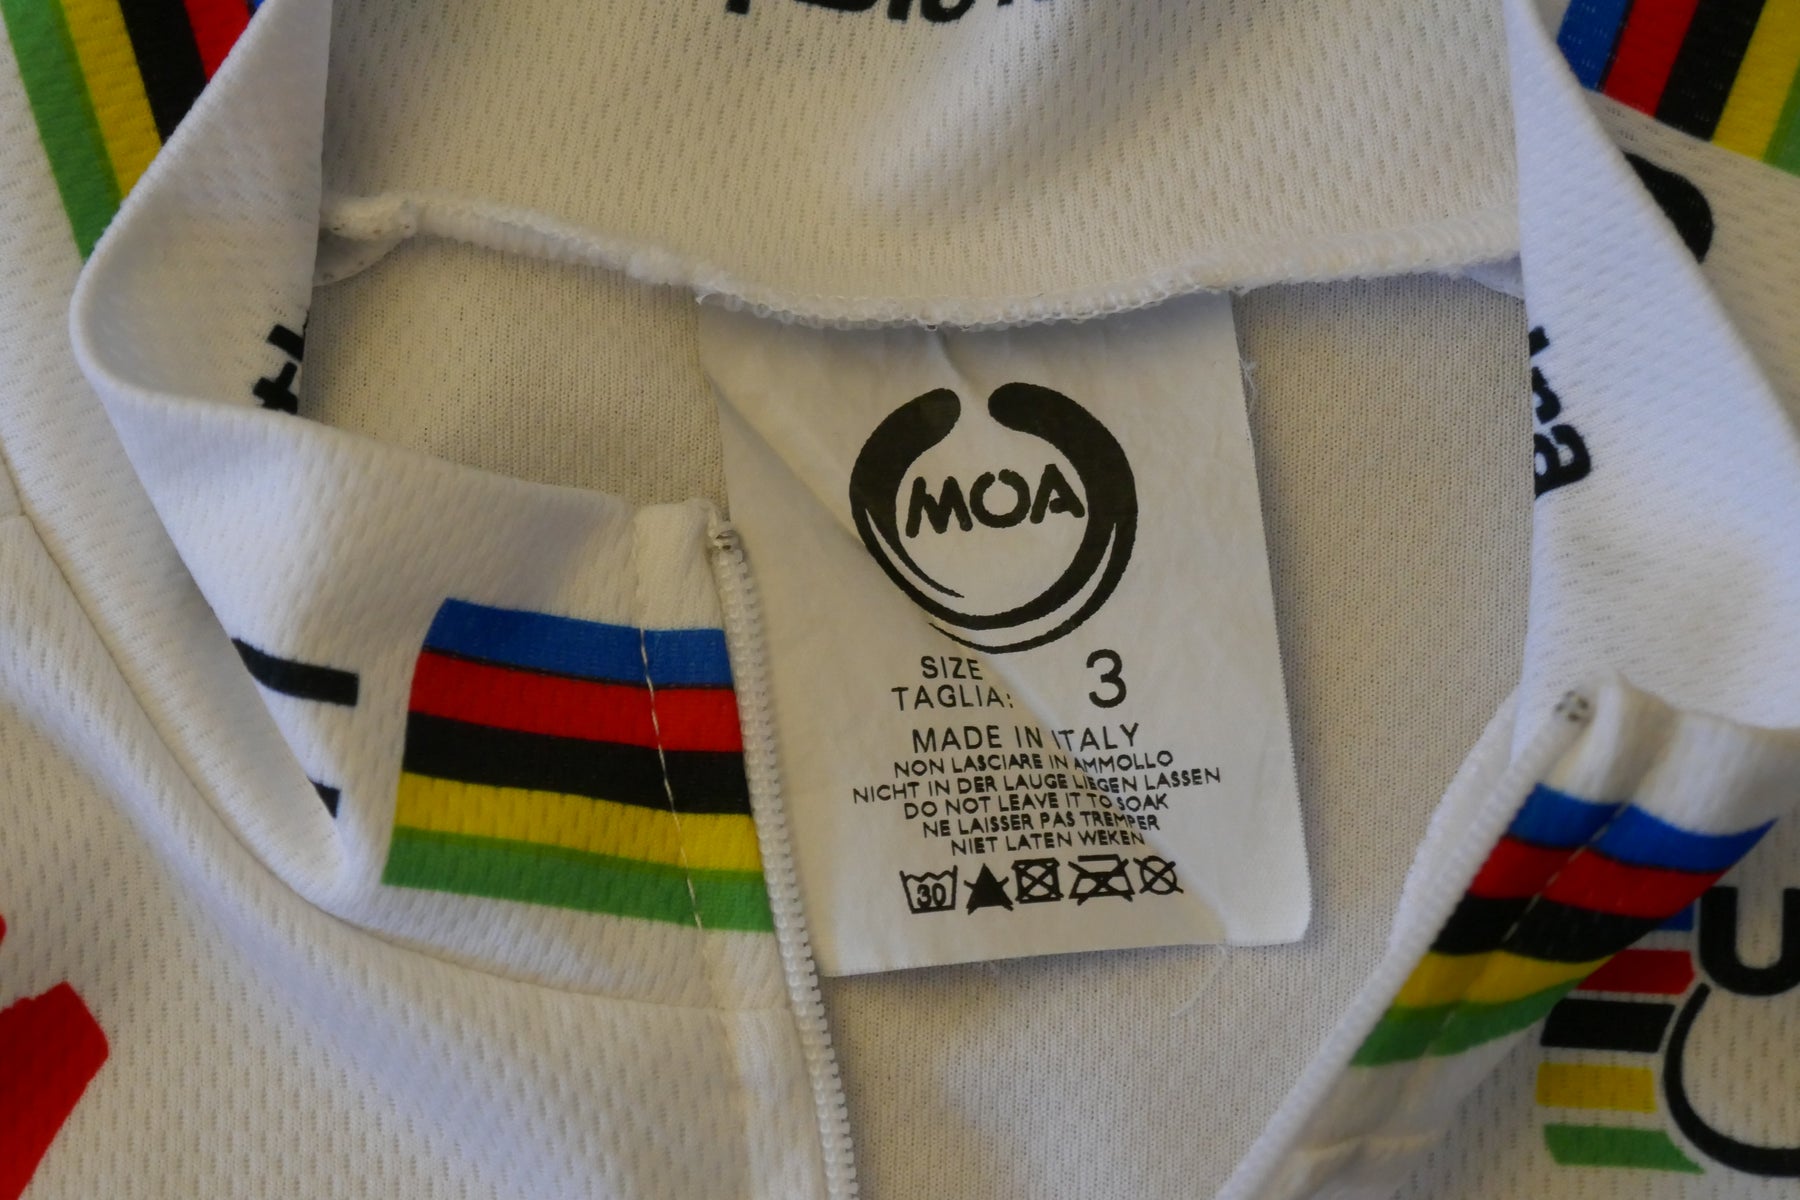 MOA
SIZE
TAGLIA: 3
MADE IN ITALY
NON LASCIARE IN AMMOLLO
NICHT IN DER LAUGE LIEGEN LASSEN
DO NOT LEAVE IT TO SOAK
NE LAISSER PAS TREMPER
NIET LATEN WEKEN
30